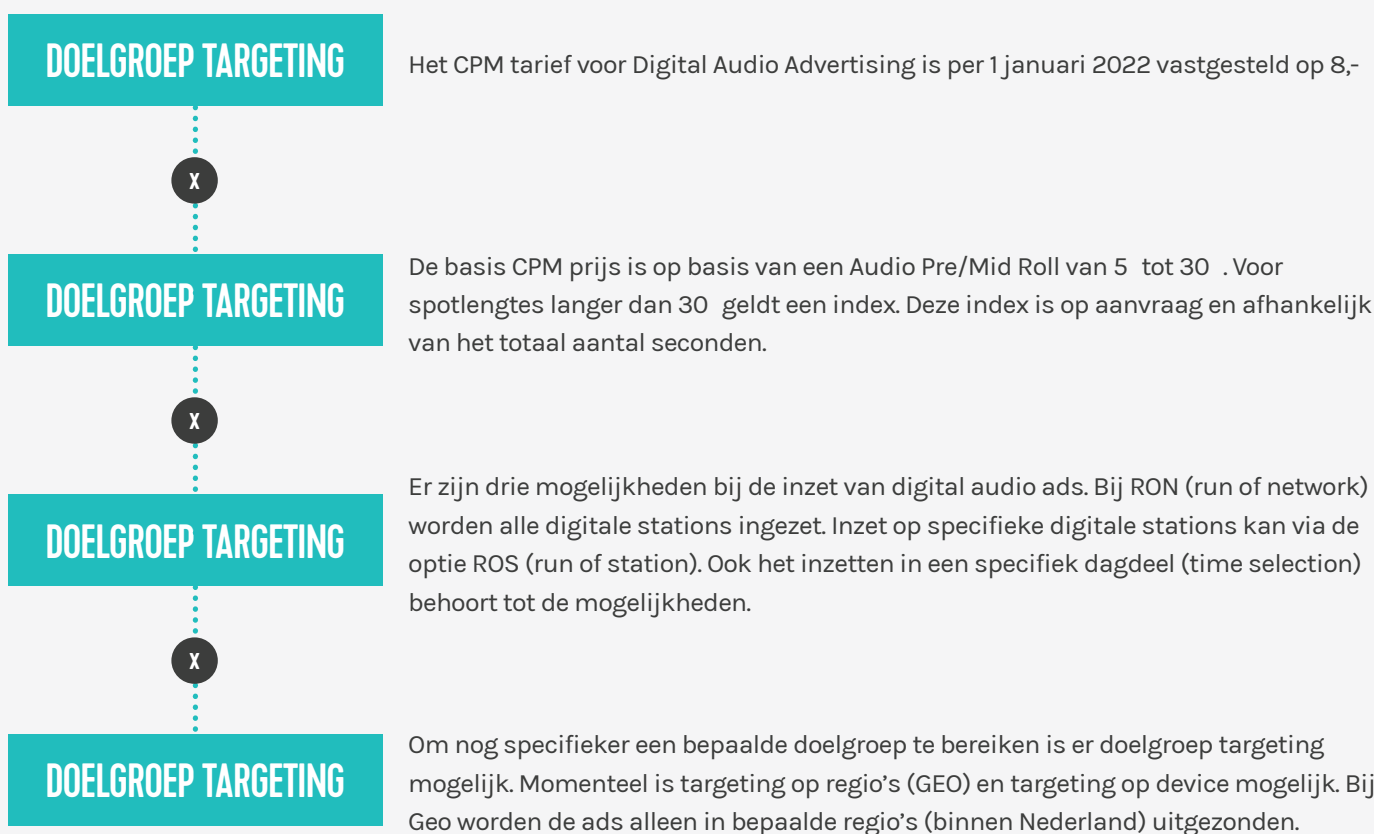 DOELGROEP TARGETING
Het CPM tarief voor Digital Audio Advertising is per 1 januari 2022 vastgesteld op 8,-
X
DOELGROEP TARGETING
De basis CPM prijs is op basis van een Audio Pre/Mid Roll van 5 tot 30 . Voor
spotlengtes langer dan 30 geldt een index. Deze index is op aanvraag en afhankelijk
van het totaal aantal seconden.
X
DOELGROEP TARGETING
Er zijn drie mogelijkheden bij de inzet van digital audio ads. Bij RON (run of network)
worden alle digitale stations ingezet. Inzet op specifieke digitale stations kan via de
optie ROS (run of station). Ook het inzetten in een specifiek dagdeel (time selection)
behoort tot de mogelijkheden.
X
DOELGROEP TARGETING
Om nog specifieker een bepaalde doelgroep te bereiken is er doelgroep targeting
mogelijk. Momenteel is targeting op regio's (GEO) en targeting op device mogelijk. Bij
Geo worden de ads alleen in bepaalde regio's (binnen Nederland) uitgezonden.